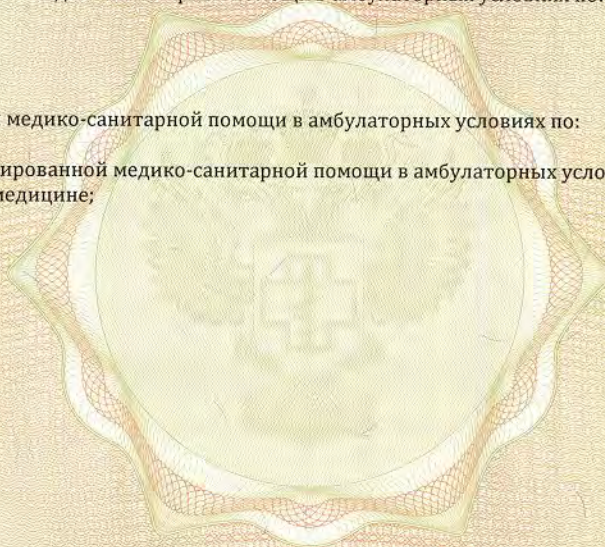 медико-санитарной помощи в амбулаторных условиях по:
ированной медико-санитарной помощи в амбулаторных усло
медицине;